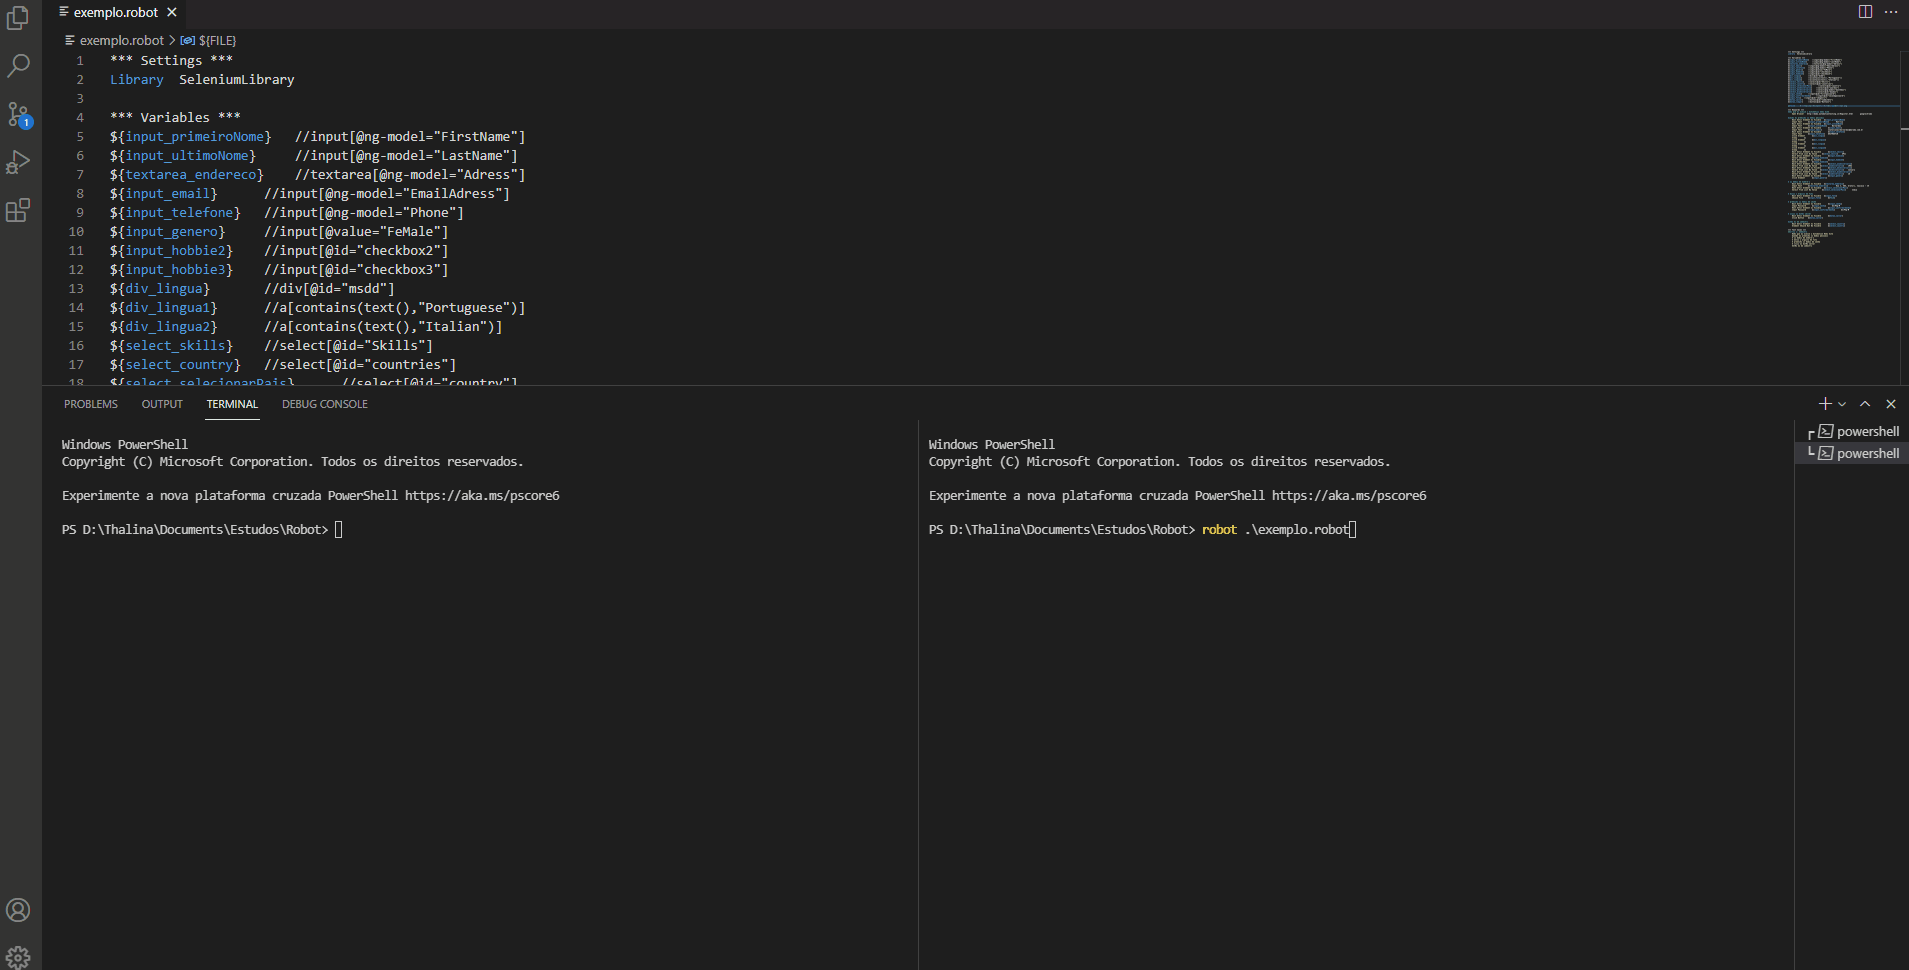 exemplo.robot
exemplo.robot > ${FILE}
1 *** Settings ***
2 Library  SeleniumLibrary
3
4 *** Variables ***
5 ${input_primeiroNome}   //input[@ng-model="FirstName"]
6 ${input_ultimoNome}     //input[@ng-model="LastName"]
7 ${textarea_endereco}    //textarea[@ng-model="Adress"]
8 ${input_email}      //input[@ng-model="EmailAdress"]
9 ${input_telefone}   //input[@ng-model="Phone"]
10 ${input_genero}     //input[@value="FeMale"]
11 ${input_hobbie2}    //input[@id="checkbox2"]
12 ${input_hobbie3}    //input[@id="checkbox3"]
13 ${div_lingua}       //div[@id="msdd"]
14 ${div_lingua1}      //a[contains(text(),"Portuguese")]
15 ${div_lingua2}      //a[contains(text(),"Italian")]
16 ${select_skills}    //select[@id="Skills"]
17 ${select_country}   //select[@id="countries"]
18 ${select_selecionarPais}      //select[@id="country"]
1
PROBLEMS OUTPUT TERMINAL DEBUG CONSOLE
Windows PowerShell
Copyright (C) Microsoft Corporation. Todos os direitos reservados.
Experimente a nova plataforma cruzada PowerShell https://aka.ms/pscore6
PS D:\Thalina\Documents\Estudos\Robot>
Windows PowerShell
Copyright (C) Microsoft Corporation. Todos os direitos reservados.
Experimente a nova plataforma cruzada PowerShell https://aka.ms/pscore6
PS D:\Thalina\Documents\Estudos\Robot> robot .\exemplo.robot
powershell
powershell